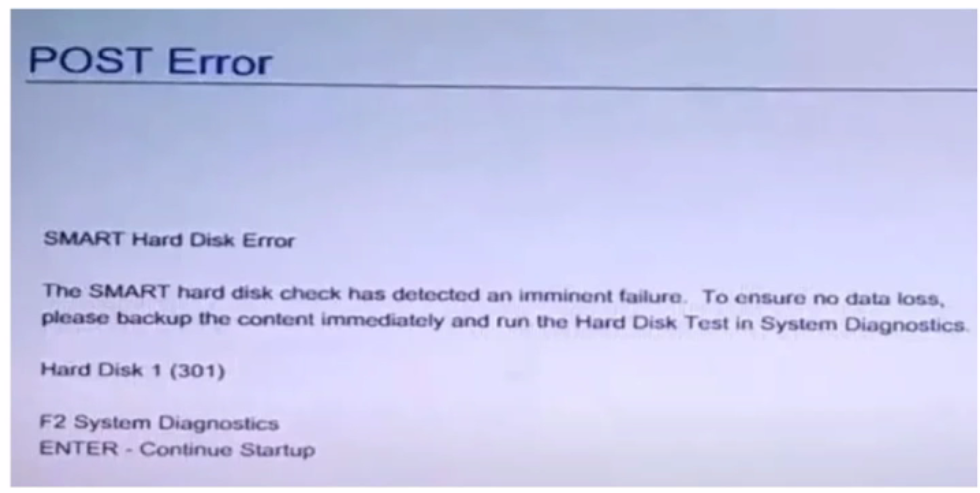 POST Error
SMART Hard Disk Error
The SMART hard disk check has detected an imminent failure. To ensure no data loss,
please backup the content immediately and run the Hard Disk Test in System Diagnostics.
Hard Disk 1 (301)
F2 System Diagnostics
ENTER - Continue Startup